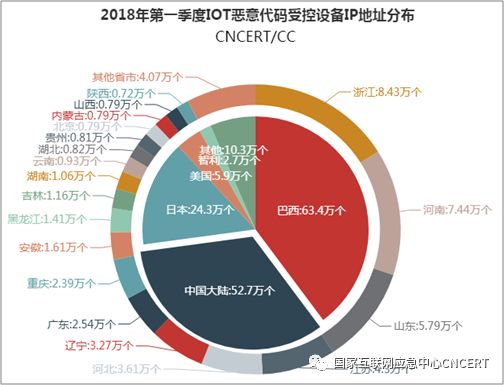 2018年第一季度IOT恶意代码受控设备IP地址分布
CNCERT/CC
其他省市:4.07万个
陕西:0.72万个
山西:0.79万个
内蒙古:0.79万个
北京:0.79万个
贵州:0.81万个
湖北:0.82万个
云南:0.93万个
湖南:1.06万个
吉林:1.16万个
黑龙江:1.41万个
安徽:1.61万个
重庆:2.39万个
广东:2.54万个
辽宁:3.27万个
河北:3.61万个
浙江:8.43万个
河南:7.44万个
山东:5.79万个
其他:10.3万个
智利:2.7万个
美国:5.9万个
日本:24.3万个
巴西:63.4万个
中国大陆:52.7万个
国家互联网应急中心CNCERT